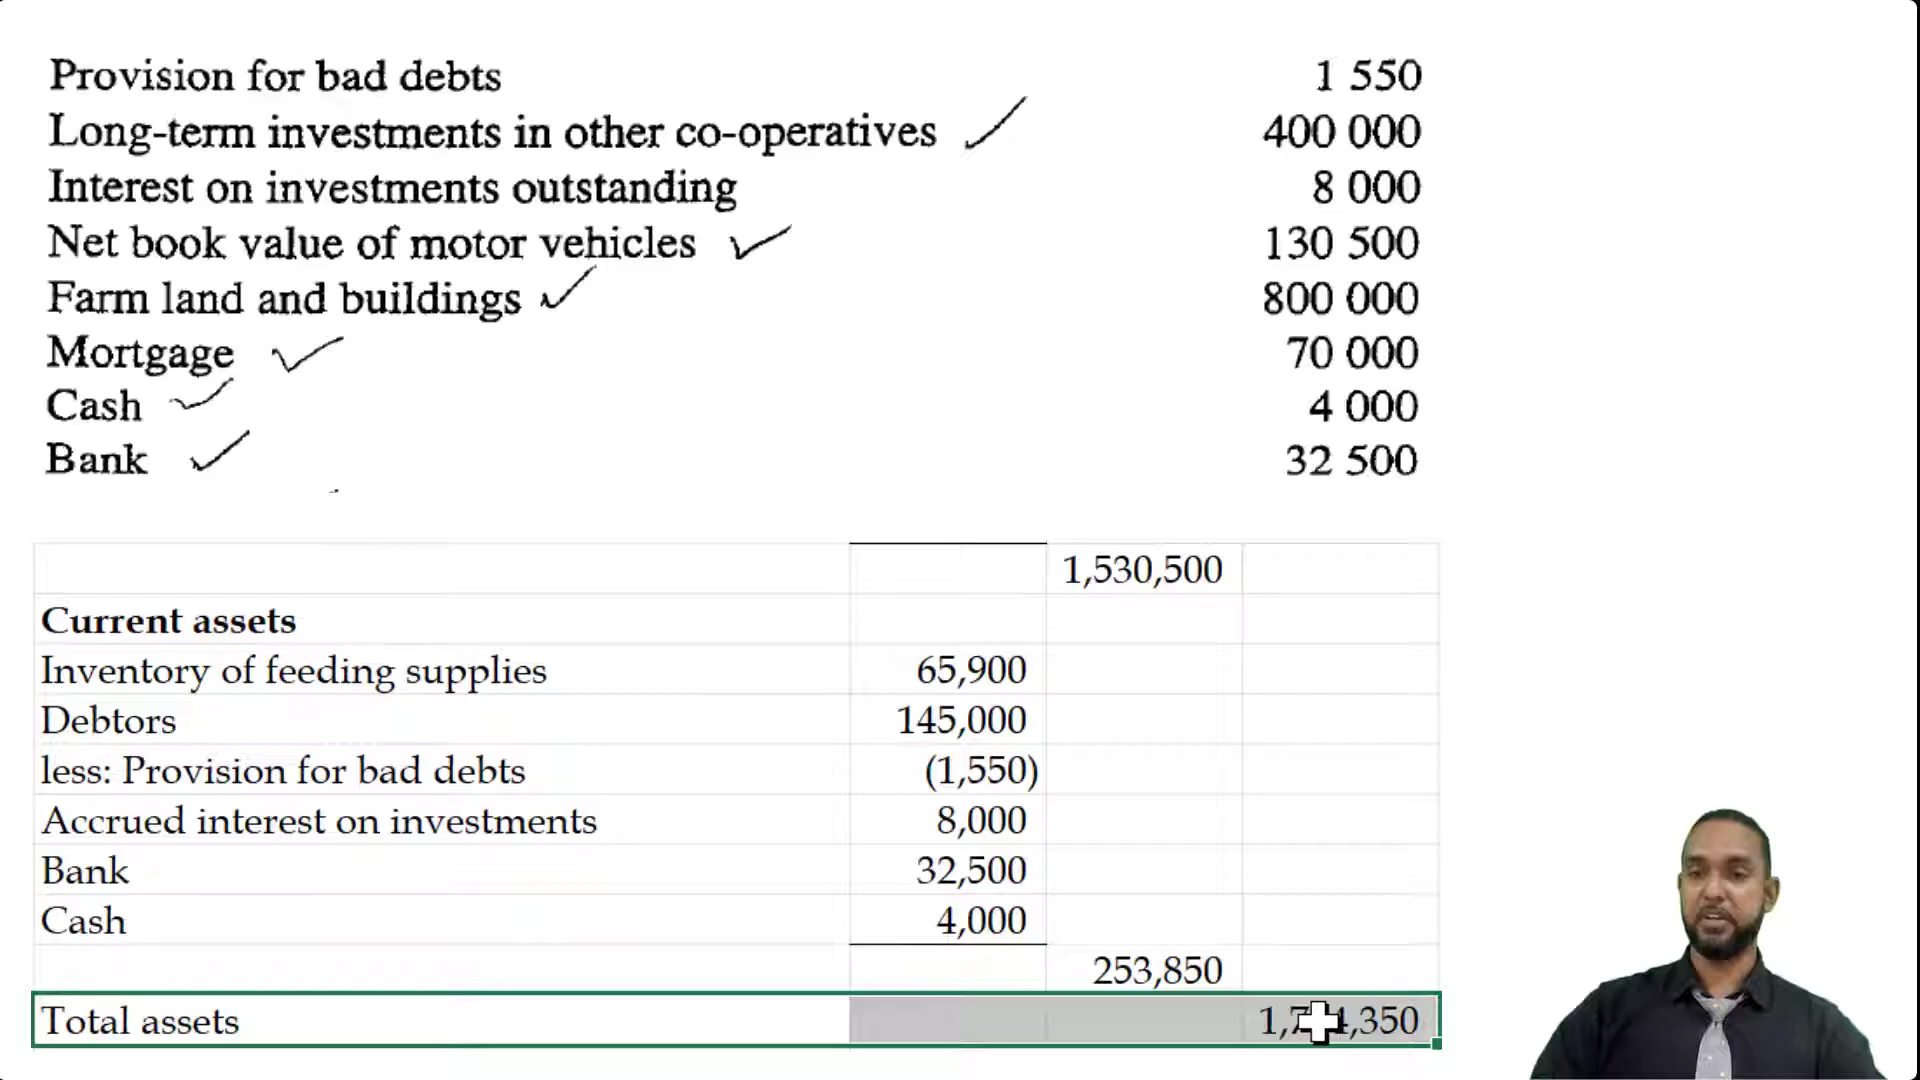 Provision for bad debts 1 550
Long-term investments in other co-operatives 400 000
Interest on investments outstanding 8 000
Net book value of motor vehicles 130 500
Farm land and buildings 800 000
Mortgage 70 000
Cash 4 000
Bank 32 500
1,530,500
Current assets
Inventory of feeding supplies 65,900
Debtors 145,000
less: Provision for bad debts (1,550)
Accrued interest on investments 8,000
Bank 32,500
Cash 4,000
253,850
Total assets